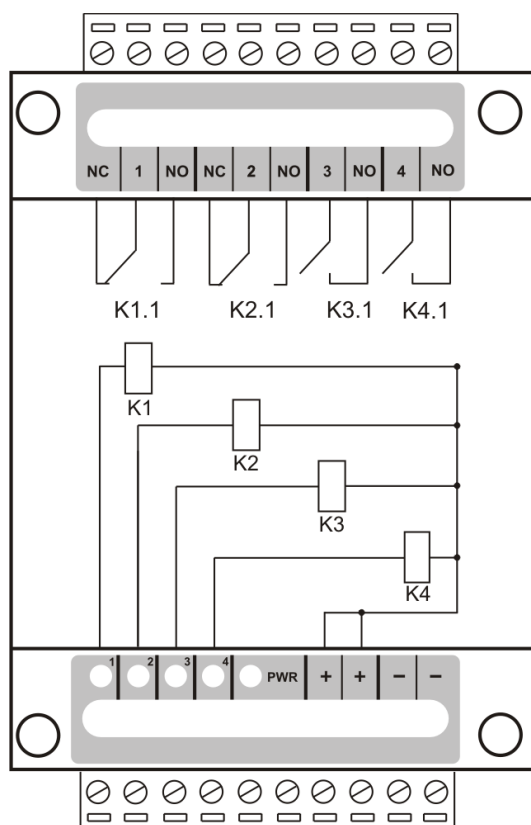 NC 1 NO NC 2 NO 3 NO 4 NO
K1.1 K2.1 K3.1 K4.1
K1
K2
K3
K4
1 2 3 4 PWR + + − −